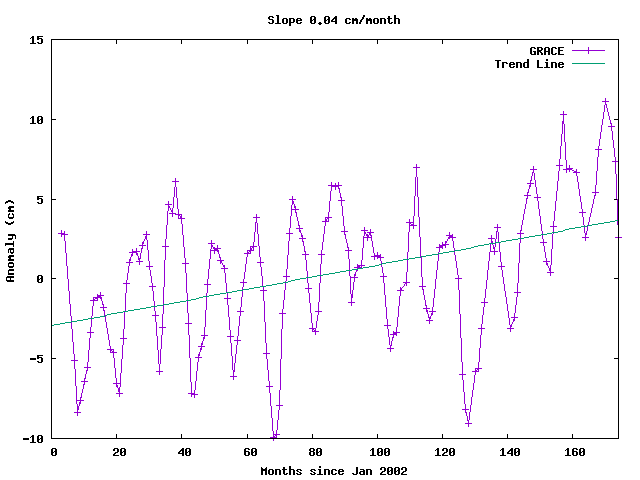 Slope 0.04 cm/month
15
GRACE
Trend Line
10
5
0
-5
-10
Anomaly (cm)
0 20 40 60 80 100 120 140 160
Months since Jan 2002